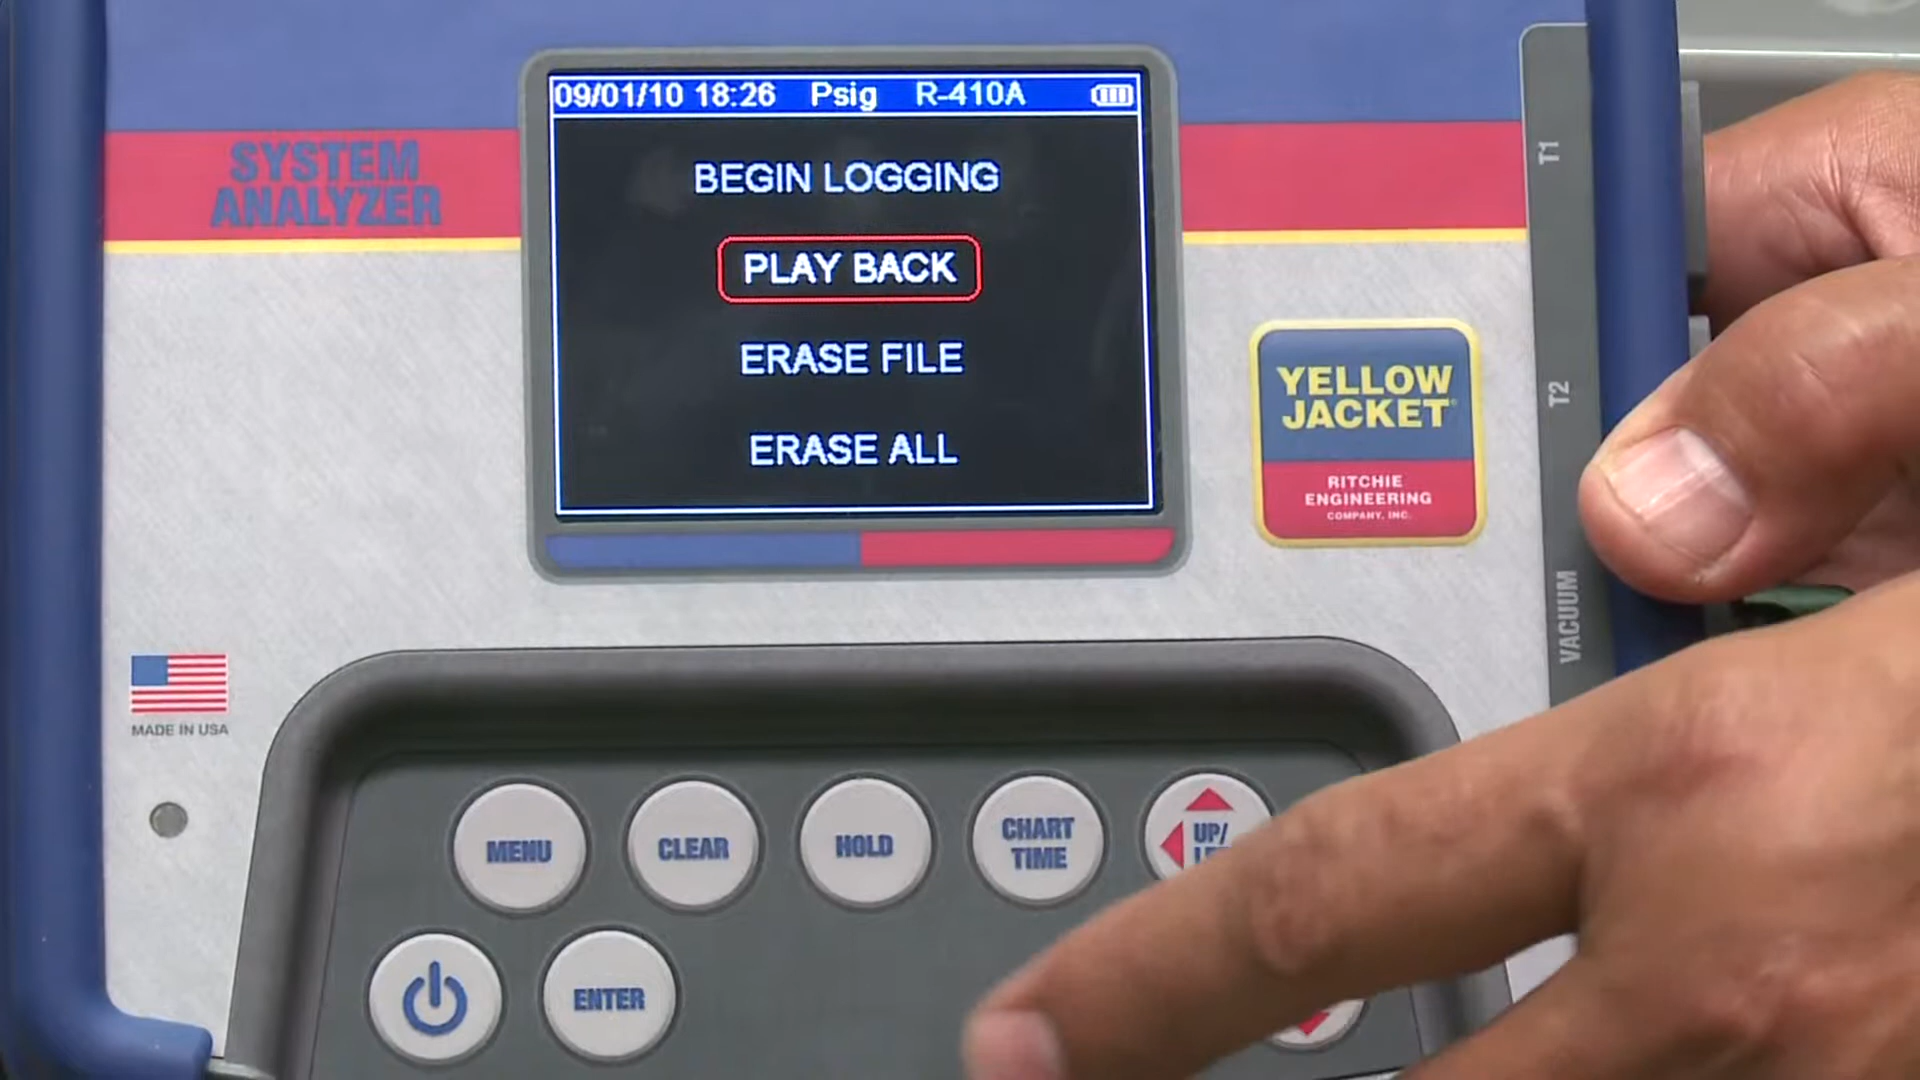 09/01/10 18:26 Psig R-410A
SYSTEM
ANALYZER
BEGIN LOGGING
PLAY BACK
ERASE FILE
ERASE ALL
YELLOW
JACKET
RITCHIE
ENGINEERING
COMPANY, INC.
T1
T2
VACUUM
MADE IN USA
MENU
CLEAR
HOLD
CHART
TIME
UP/
ENTER